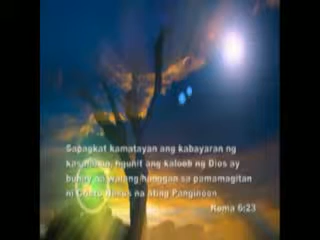 Sapagkat kamatayan ang kabayaran ng
kasalanan, ngunit ang kaloob ng Dios ay
buhay na walang hanggan sa pamamagitan
ni Cristo Hesus na ating Panginoon
Roma 6:23